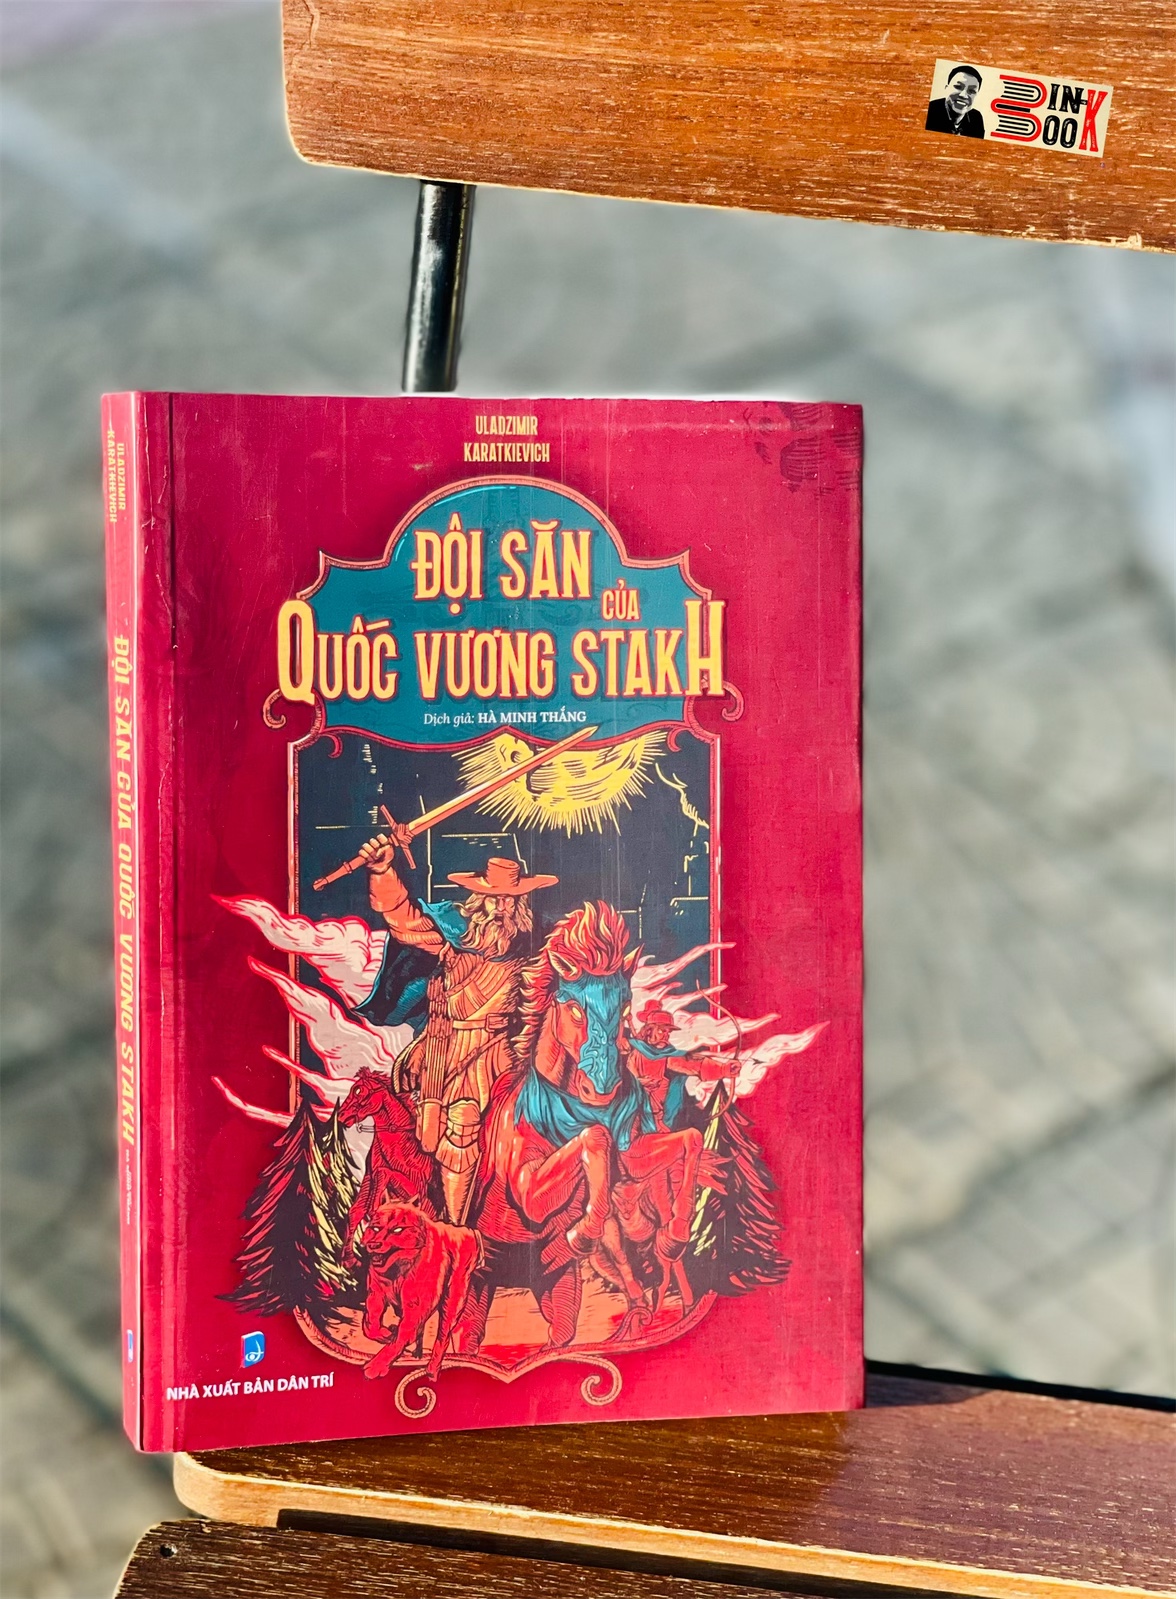 BIN-BOOK
ULADZIMIR
KARATKIEVICH
ĐỘI SĂN
CỦA
QUỐC VƯƠNG STAKH
Dịch giả: HÀ MINH THẮNG
NHÀ XUẤT BẢN DÂN TRÍ
ULADZIMIR
KARATKIEVICH
ĐỘI SĂN CỦA QUỐC VƯƠNG STAKH